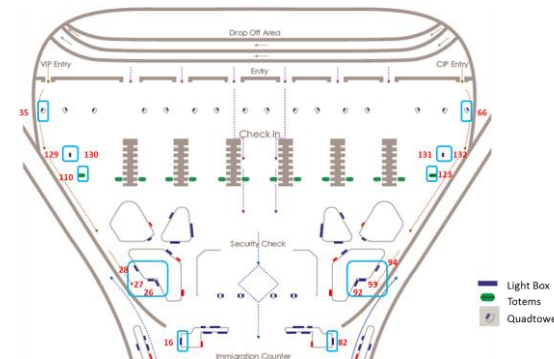 Drop Off Area
VIP Entry
Entry
CIP Entry
35
66
Check In
129
130
131
132
110
123
Security Check
28
94
27
93
26
92
Light Box
Totems
Quadtowe
16
82
Immigration Counter